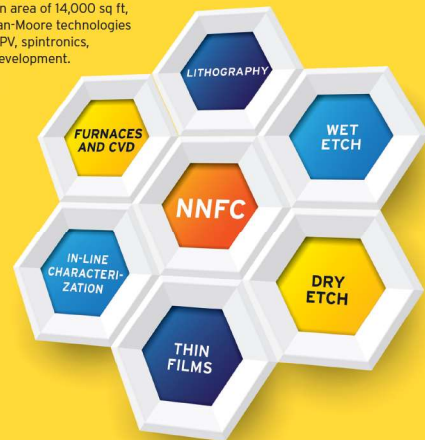 n area of 14,000 sq ft,
an-Moore technologies
PV, spintronics,
evelopment.
LITHOGRAPHY
FURNACES
AND CVD
WET
ETCH
NNFC
IN-LINE
CHARACTERI-
ZATION
DRY
ETCH
THIN
FILMS